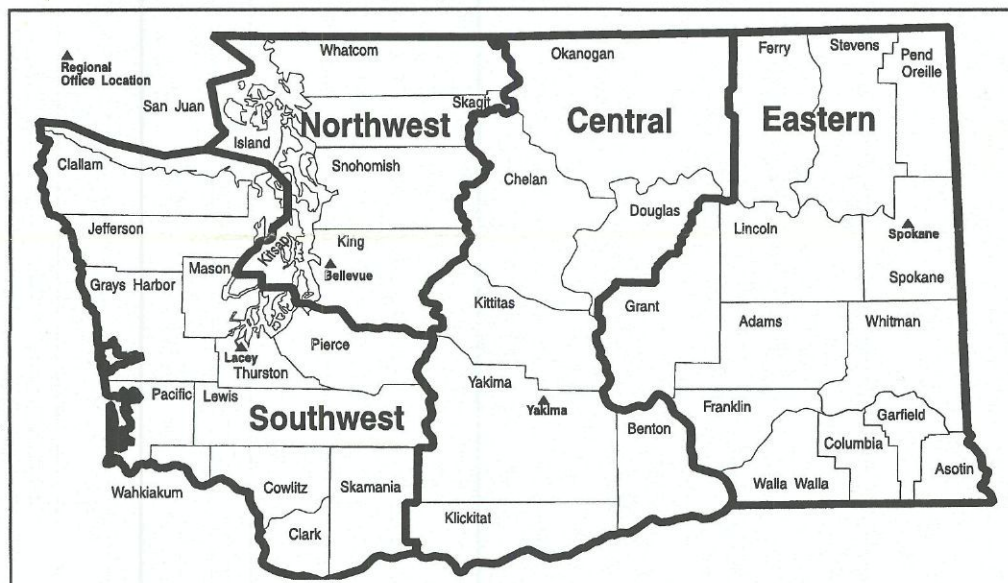 Whatcom
Okanogan
Ferry
Stevens
Pend
Oreille
Regional
Office Location
San Juan
Skagit
Northwest
Central
Eastern
Island
Clallam
Snohomish
Chelan
Douglas
Jefferson
Kitsap
King
Lincoln
Spokane
Bellevue
Mason
Grays Harbor
Spokane
Kittitas
Grant
Adams
Whitman
Pierce
Lacey
Thurston
Yakima
Pacific
Lewis
Yakima
Franklin
Garfield
Southwest
Benton
Columbia
Asotin
Wahkiakum
Cowlitz
Skamania
Walla Walla
Klickitat
Clark